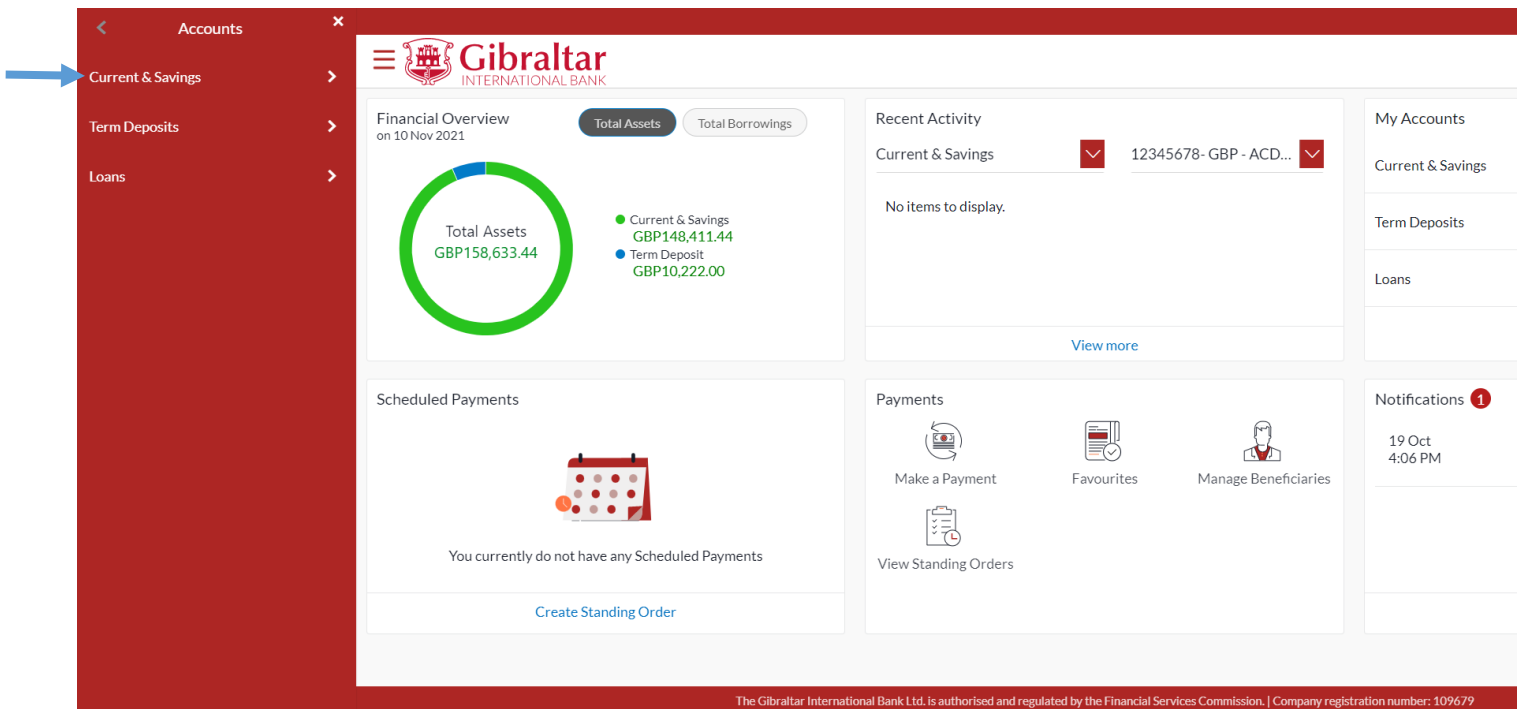 Accounts
Current & Savings
Term Deposits
Loans
Gibraltar
INTERNATIONAL BANK
Financial Overview
on 10 Nov 2021
Total Assets
Total Borrowings
Total Assets
GBP158,633.44
Current & Savings
GBP148,411.44
Term Deposit
GBP10,222.00
Recent Activity
Current & Savings
12345678- GBP - ACD...
No items to display.
View more
My Accounts
Current & Savings
Term Deposits
Loans
Scheduled Payments
You currently do not have any Scheduled Payments
Create Standing Order
Payments
Make a Payment
Favourites
Manage Beneficiaries
View Standing Orders
Notifications 1
19 Oct
4:06 PM
The Gibraltar International Bank Ltd. is authorised and regulated by the Financial Services Commission. | Company registration number: 109679